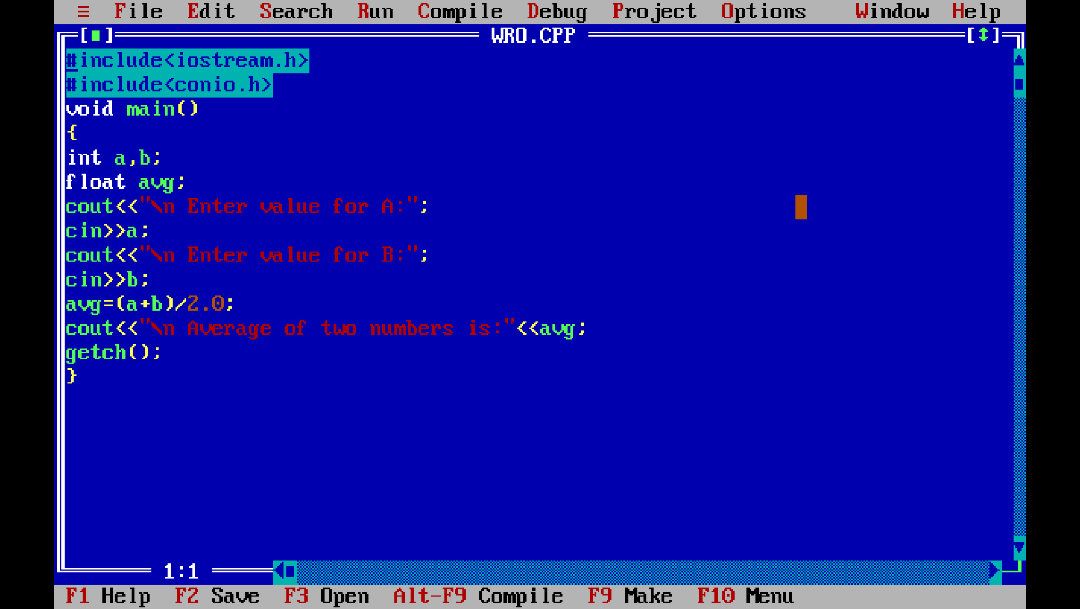 ≡ File Edit Search Run Compile Debug Project Options Window Help
[■] WRO.CPP [↕]
#include<iostream.h>
#include<conio.h>
void main()
{
int a,b;
float avg;
cout<<"\n Enter value for A:";
cin>>a;
cout<<"\n Enter value for B:";
cin>>b;
avg=(a+b)/2.0;
cout<<"\n Average of two numbers is:"<<avg;
getch();
}
1:1
F1 Help F2 Save F3 Open Alt-F9 Compile F9 Make F10 Menu